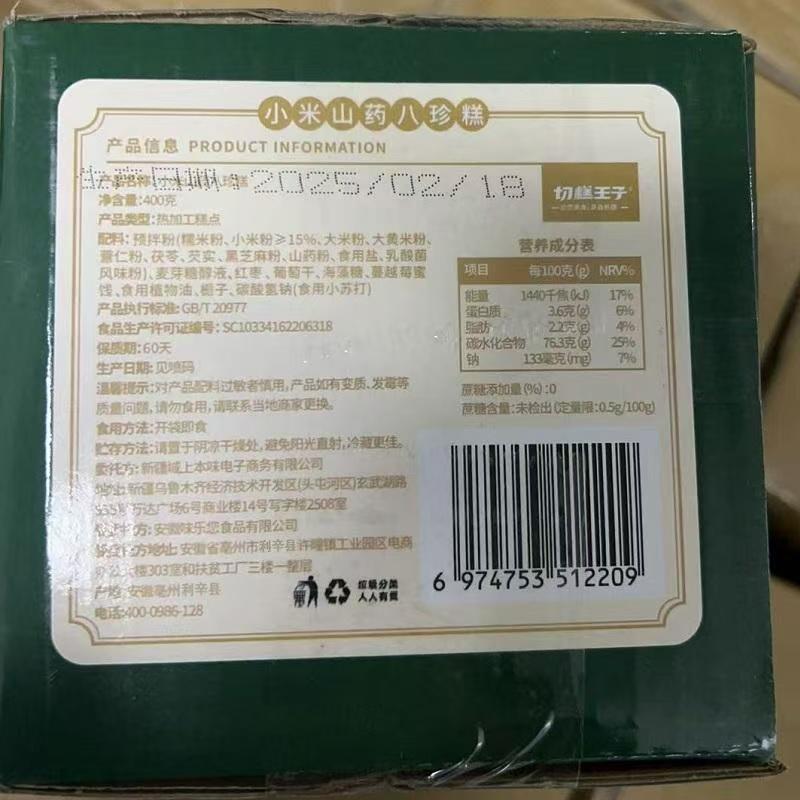 小米山药八珍糕
产品信息 PRODUCT INFORMATION
生产日期:2025/02/18
产品名称:小米山药八珍糕
净含量:400克
产品类型:热加工糕点
配料: 预拌粉(糯米粉、小米粉≥15%、大米粉、大黄米粉、
薏仁粉、茯苓、芡实、黑芝麻粉、山药粉、食用盐、乳酸菌
风味粉)、麦芽糖醇液、红枣、葡萄干、海藻糖、蔓越莓蜜
饯、食用植物油、栀子、碳酸氢钠(食用小苏打)
产品执行标准: GB/T 20977
食品生产许可证编号: SC10334162206318
保质期: 60天
生产日期: 见喷码
温馨提示:对产品配料过敏者慎用,产品如有变质、发霉等
质量问题,请勿食用,请联系当地商家更换。
食用方法:开袋即食
贮存方法:请置于阴凉干燥处,避免阳光直射,冷藏更佳。
委托方: 新疆域上本味电子商务有限公司
地址:新疆乌鲁木齐经济技术开发区(头屯河区)玄武湖路
万达广场6号商业楼14号写字楼2508室
方: 安徽味乐您食品有限公司
方地址: 安徽省亳州市利辛县许疃镇工业园区电商
办公大楼303室和扶贫工厂三楼一整层
产地:安徽亳州利辛县
电话:400-0986-128
切糕王子
营养成分表
项目 每100克(g) NRV%
能量 1440千焦(kJ) 17%
蛋白质 3.6克(g) 6%
脂肪 2.2克(g) 4%
碳水化合物 76.3克(g) 25%
钠 133毫克(mg) 7%
蔗糖添加量(%):0
蔗糖含量: 未检出(定量限:0.5g/100g)
垃圾分类
人人有责
6 974753 512209